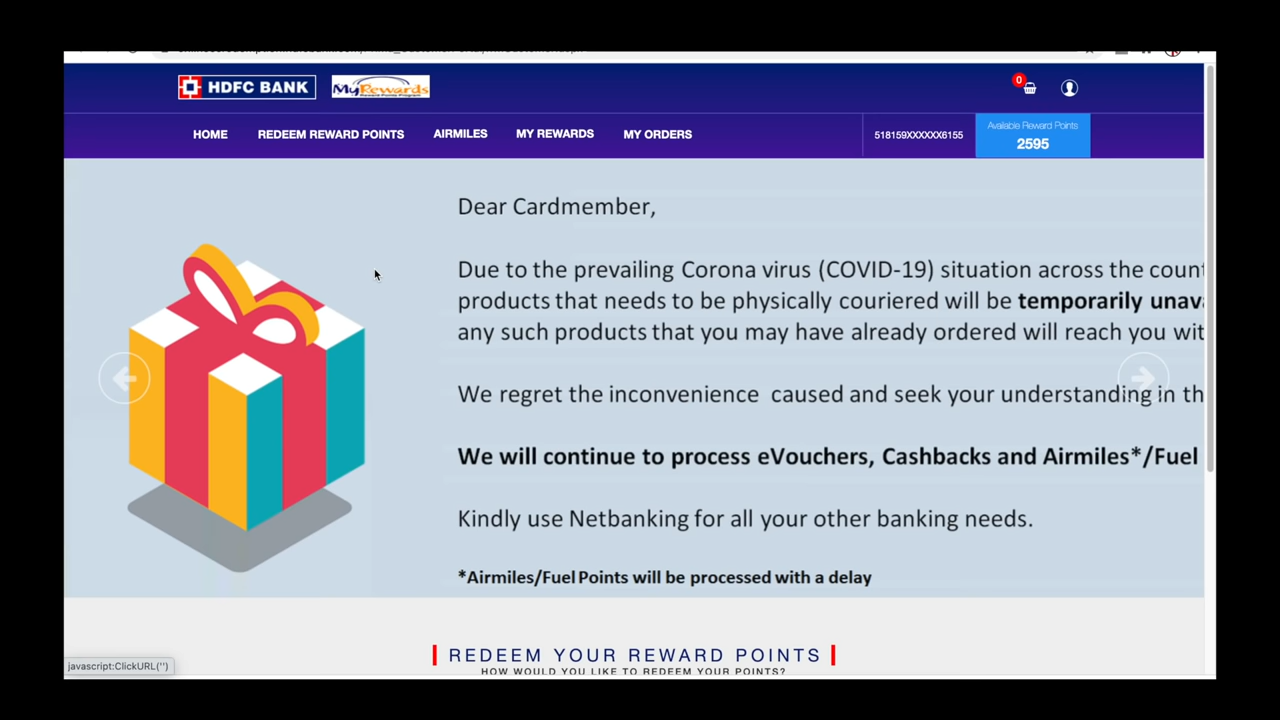 HDFC BANK
MyRewards
Reward Points Program
0
HOME
REDEEM REWARD POINTS
AIRMILES
MY REWARDS
MY ORDERS
518159XXXXXX6155
Available Reward Points
2595
Dear Cardmember,
Due to the prevailing Corona virus (COVID-19) situation across the coun
products that needs to be physically couriered will be temporarily unav
any such products that you may have already ordered will reach you wit
We regret the inconvenience caused and seek your understanding in th
We will continue to process eVouchers, Cashbacks and Airmiles*/Fuel
Kindly use Netbanking for all your other banking needs.
*Airmiles/Fuel Points will be processed with a delay
REDEEM YOUR REWARD POINTS
HOW WOULD YOU LIKE TO REDEEM YOUR POINTS?
javascript:ClickURL('')